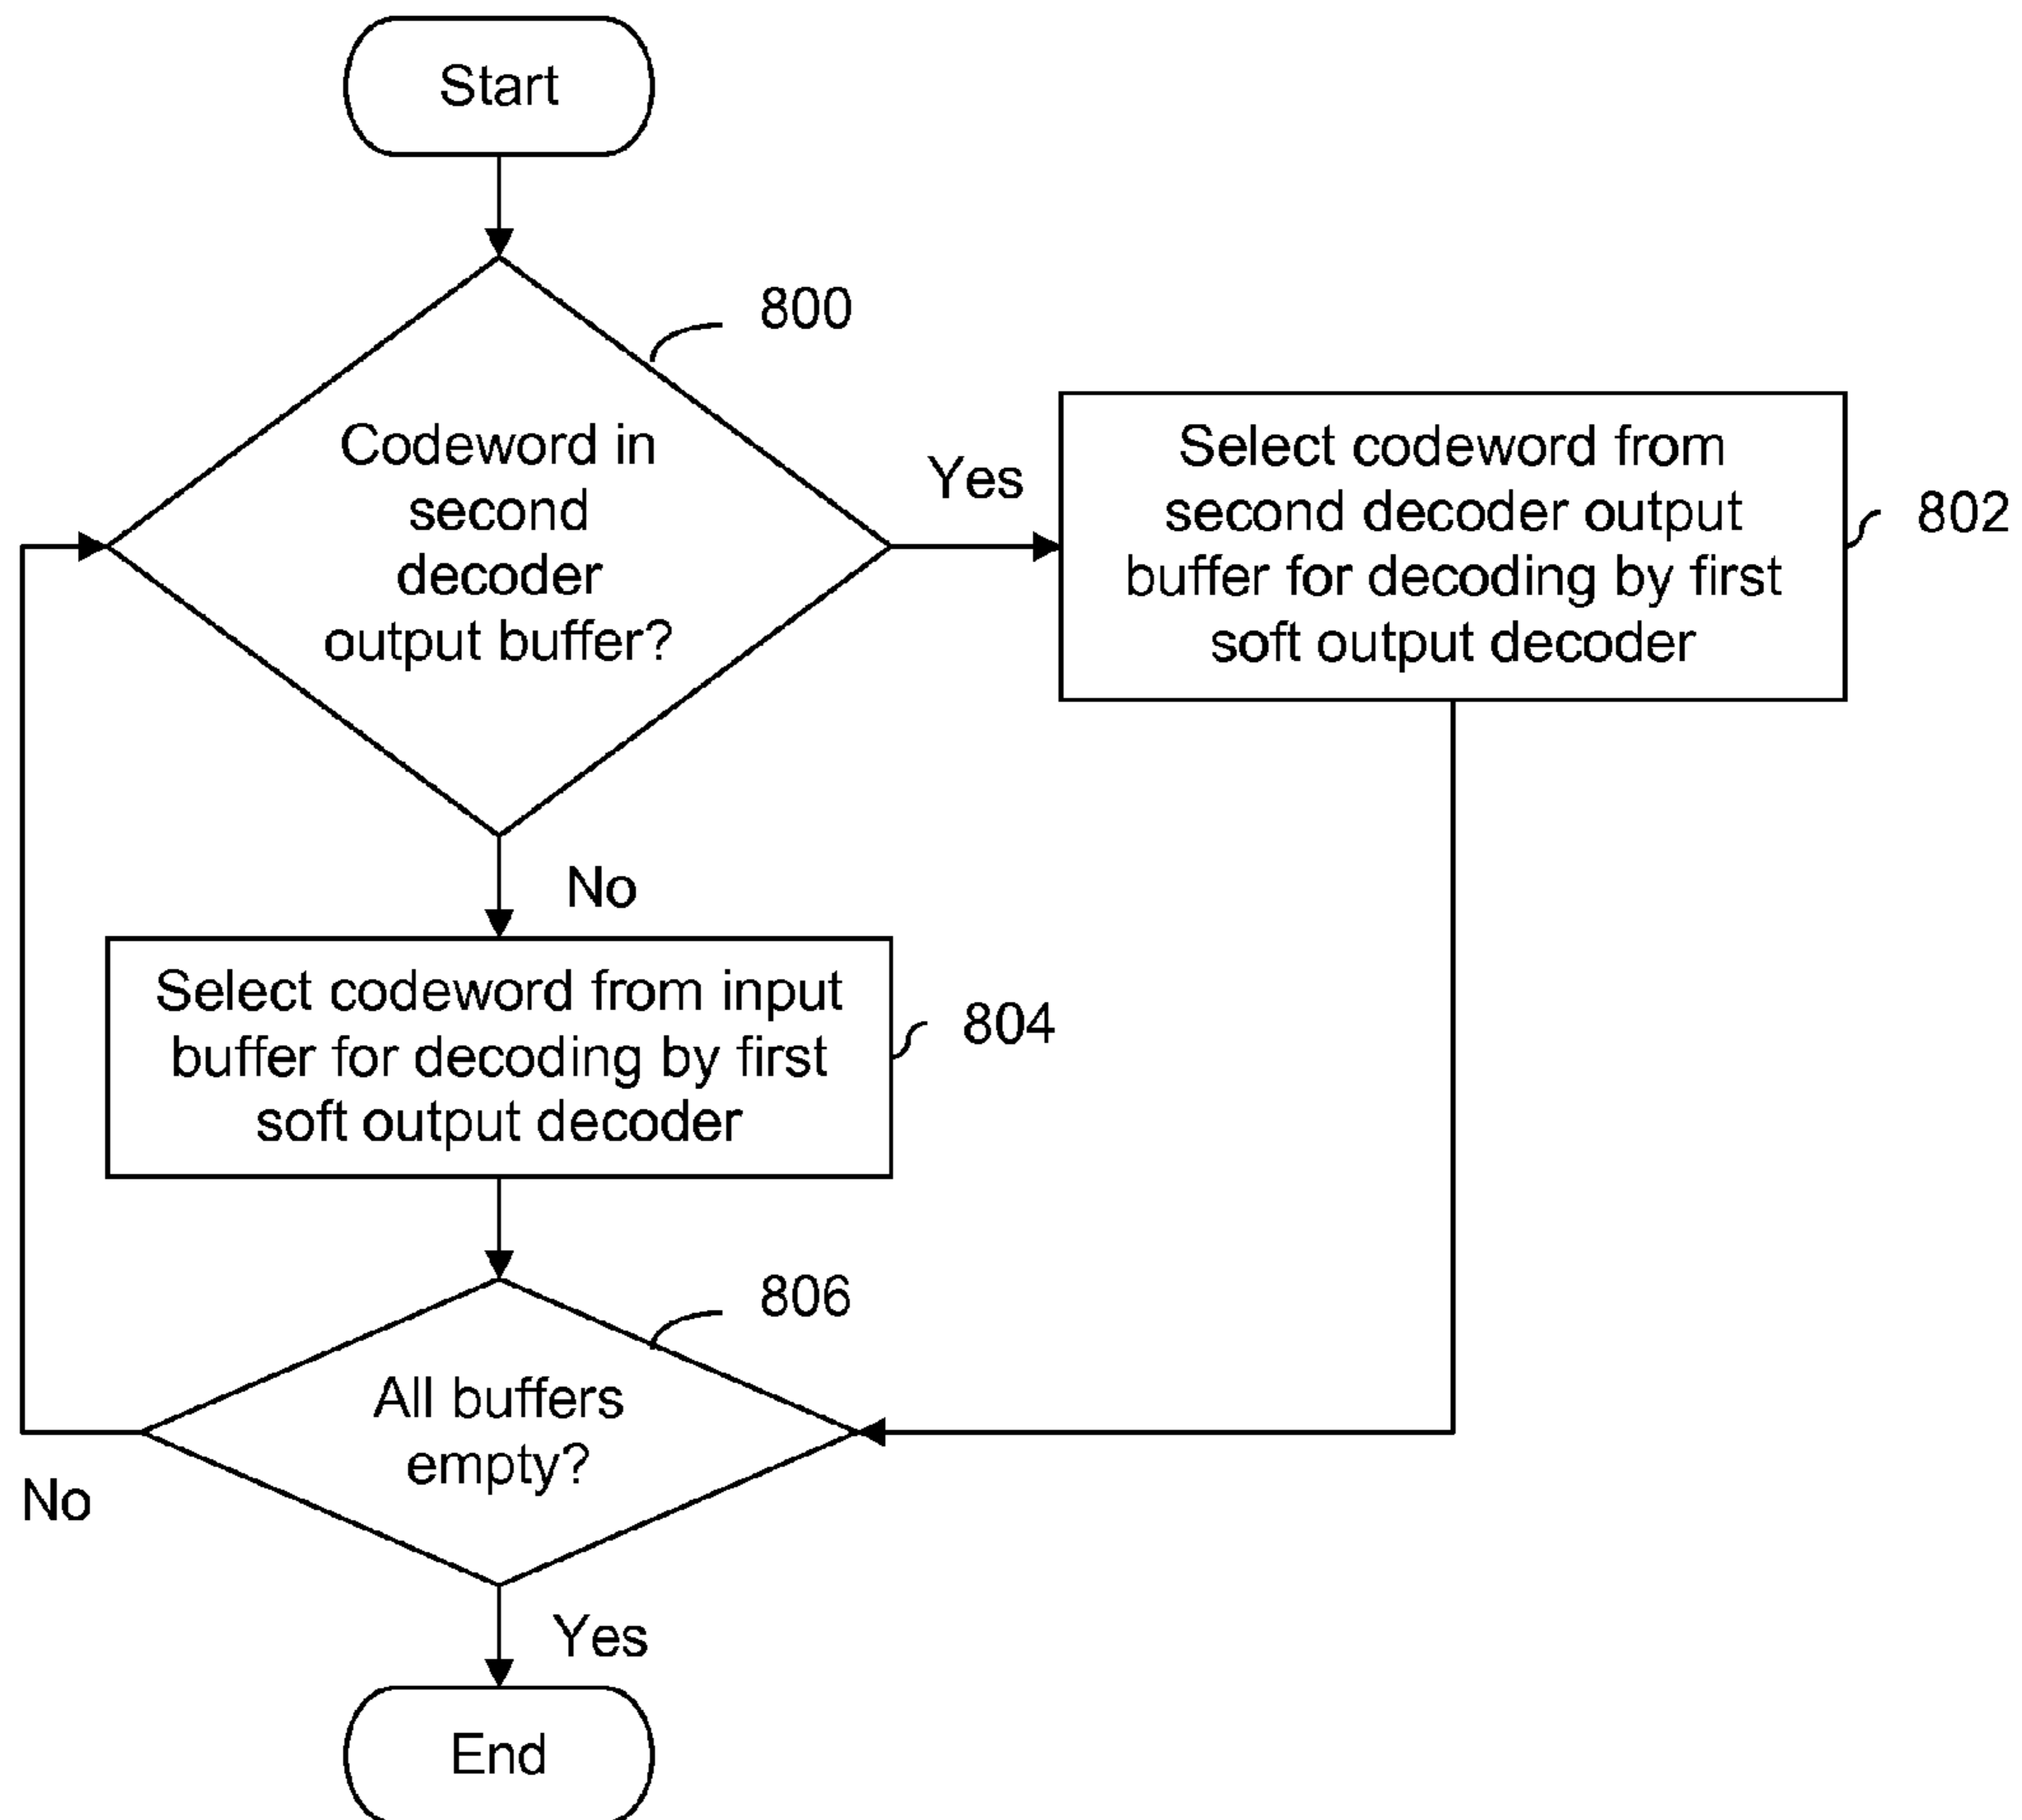 Start
800
Codeword in
second
decoder
output buffer?
Yes
Select codeword from
second decoder output
buffer for decoding by first
soft output decoder
802
No
Select codeword from input
buffer for decoding by first
soft output decoder
804
806
All buffers
empty?
No
Yes
End